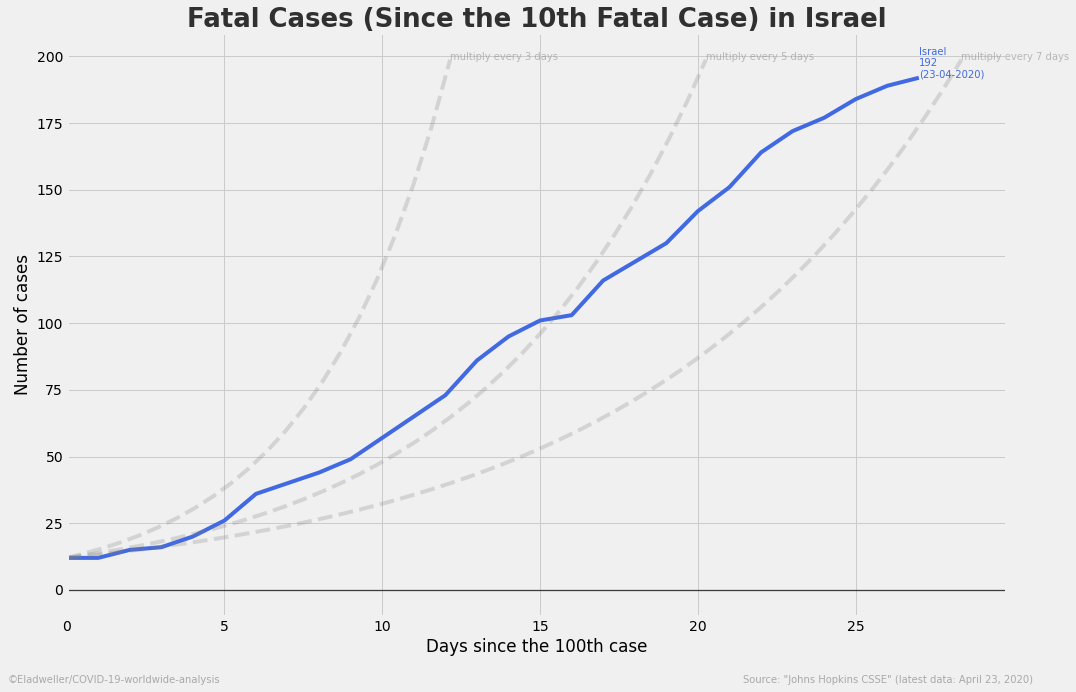 Fatal Cases (Since the 10th Fatal Case) in Israel
multiply every 3 days
multiply every 5 days
Israel
192
(23-04-2020)
multiply every 7 days
Number of cases
200
175
150
125
100
75
50
25
0
0
5
10
15
20
25
Days since the 100th case
©Eladweller/COVID-19-worldwide-analysis
Source: "Johns Hopkins CSSE" (latest data: April 23, 2020)